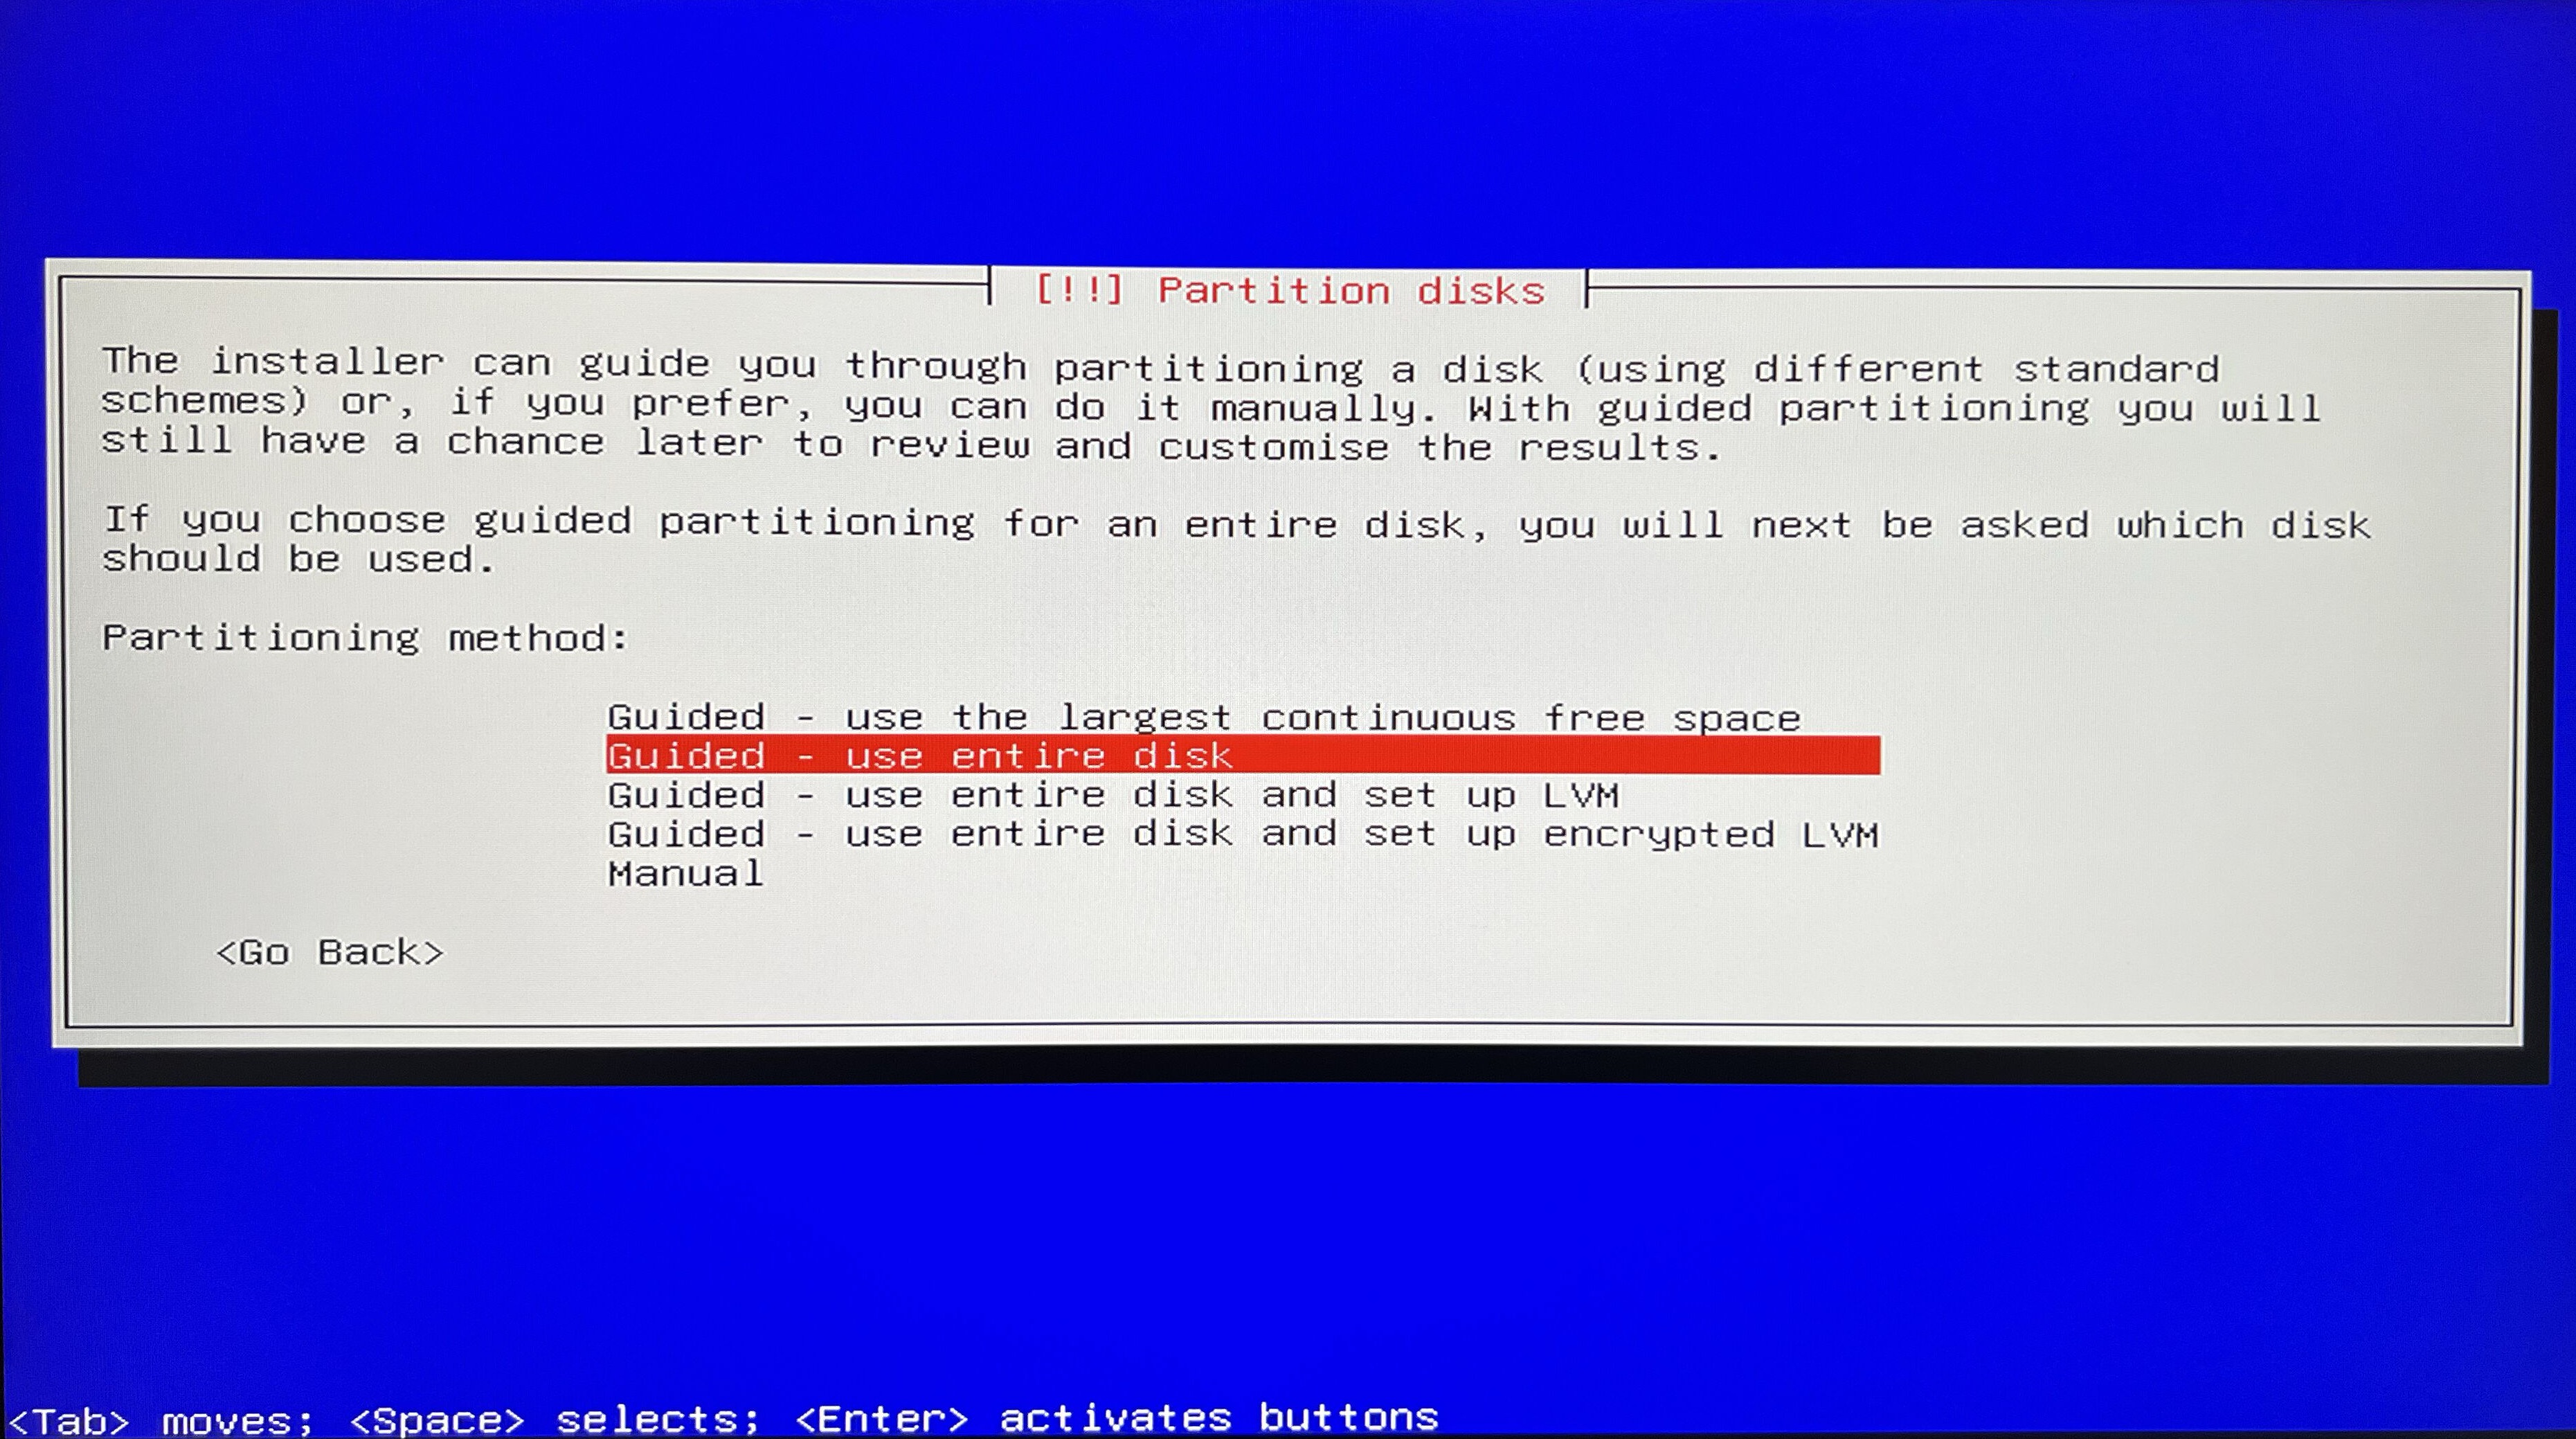 [!!] Partition disks
The installer can guide you through partitioning a disk (using different standard
schemes) or, if you prefer, you can do it manually. With guided partitioning you will
still have a chance later to review and customise the results.
If you choose guided partitioning for an entire disk, you will next be asked which disk
should be used.
Partitioning method:
Guided - use the largest continuous free space
Guided - use entire disk
Guided - use entire disk and set up LVM
Guided - use entire disk and set up encrypted LVM
Manual
<Go Back>
<Tab> moves; <Space> selects; <Enter> activates buttons